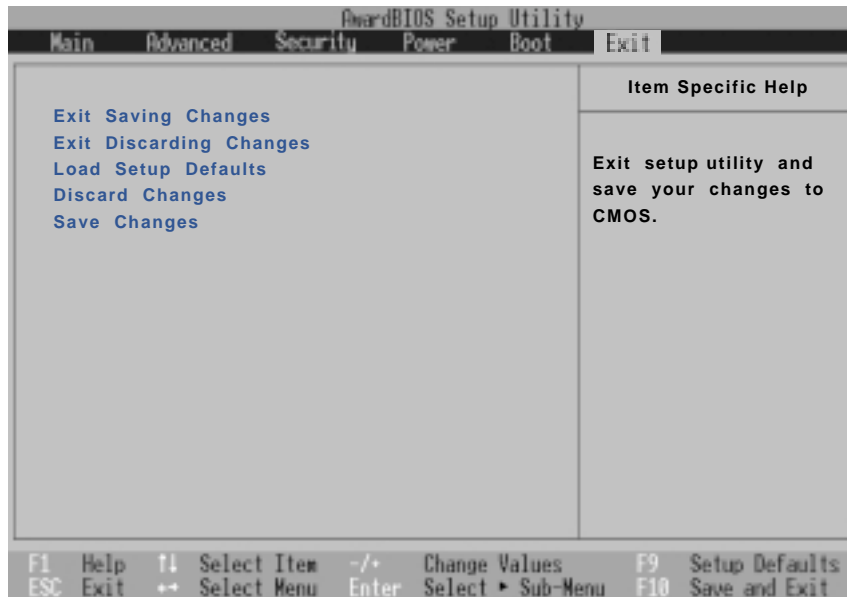 AwardBIOS Setup Utility
Main Advanced Security Power Boot Exit
Item Specific Help
Exit Saving Changes
Exit Discarding Changes
Load Setup Defaults
Discard Changes
Save Changes
Exit setup utility and
save your changes to
CMOS.
F1 Help ↑↓ Select Item -/+ Change Values F9 Setup Defaults
ESC Exit ←→ Select Menu Enter Select ► Sub-Menu F10 Save and Exit